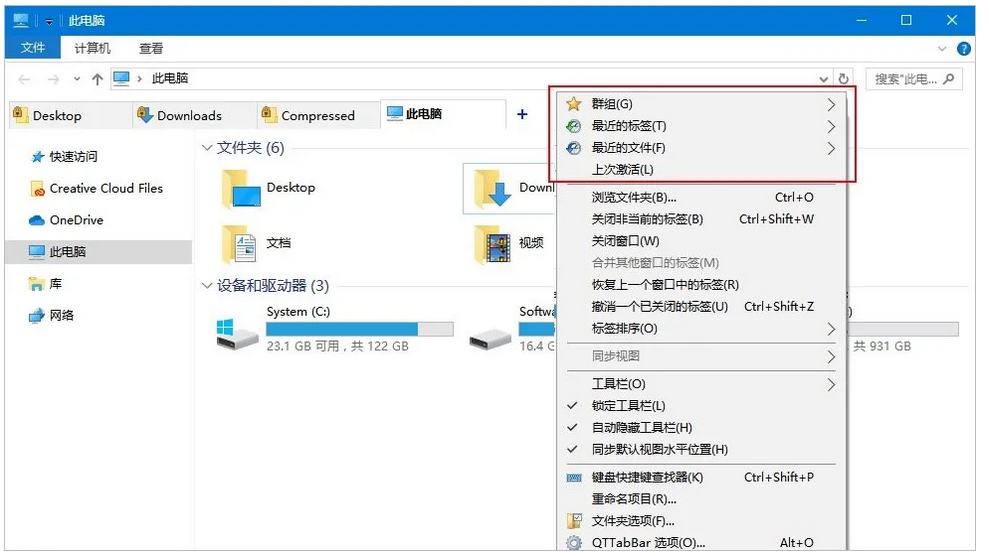 此电脑
文件 计算机 查看
此电脑
搜索"此电...
Desktop
Downloads
Compressed
此电脑
快速访问
Creative Cloud Files
OneDrive
此电脑
库
网络
文件夹 (6)
Desktop
Down
文档
视频
设备和驱动器 (3)
System (C:)
23.1 GB 可用，共 122 GB
Softwa
16.4 G
共 931 GB
群组(G)
最近的标签(T)
最近的文件(F)
上次激活(L)
浏览文件夹(B)... Ctrl+O
关闭非当前的标签(B) Ctrl+Shift+W
关闭窗口(W)
合并其他窗口的标签(M)
恢复上一个窗口中的标签(R)
撤消一个已关闭的标签(U) Ctrl+Shift+Z
标签排序(O)
同步视图
工具栏(O)
锁定工具栏(L)
自动隐藏工具栏(H)
同步默认视图水平位置(H)
键盘快捷键查找器(K) Ctrl+Shift+P
重命名项目(R)...
文件夹选项(F)...
QTTabBar 选项(O)... Alt+O